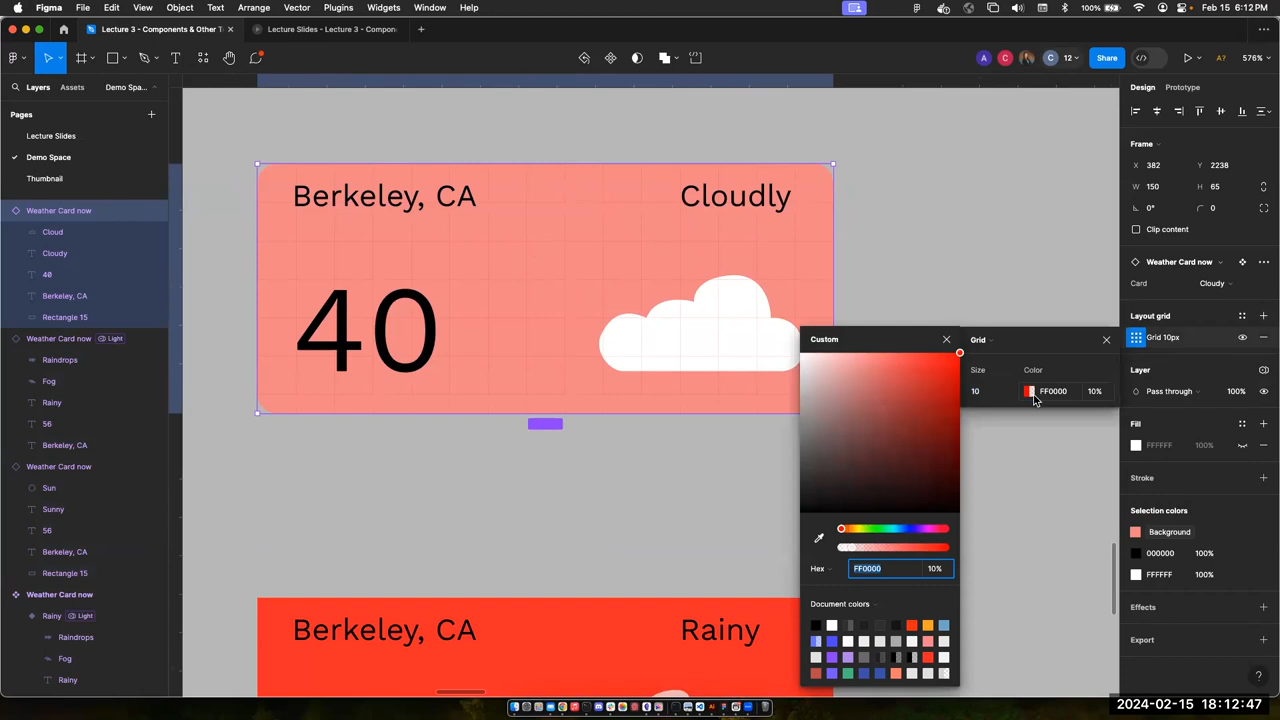 Figma File Edit View Object Text Arrange Vector Plugins Widgets Window Help
100% Feb 15 6:12 PM
Lecture 3 - Components & Other T
Lecture Slides - Lecture 3 - Compon
A C C 12 Share A? 576%
Layers Assets Demo Spa...
Pages
Lecture Slides
Demo Space
Thumbnail
Weather Card now
Cloud
Cloudy
40
Berkeley, CA
Rectangle 15
Weather Card now Light
Raindrops
Fog
Rainy
56
Berkeley, CA
Weather Card now
Sun
Sunny
56
Berkeley, CA
Rectangle 15
Weather Card now
Rainy Light
Raindrops
Fog
Rainy
Berkeley, CA Cloudly
40
Berkeley, CA Rainy
Custom
Hex FF0000 10%
Document colors
Grid
Size Color
10 FF0000 10%
Design Prototype
Frame
X 382 Y 2238
W 150 H 65
0° 0
Clip content
Weather Card now
Card Cloudy
Layout grid
Grid 10px
Layer
Pass through 100%
Fill
FFFFFF 100%
Stroke
Selection colors
Background
000000 100%
FFFFFF 100%
Effects
Export
?
2024-02-15 18:12:47